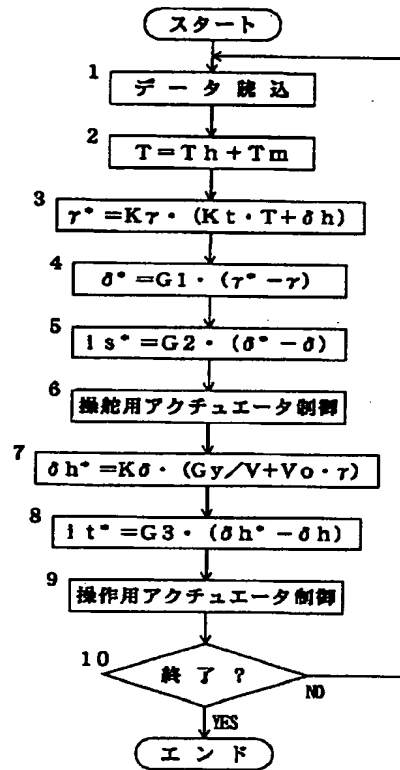 スタート
1
データ読込
2
T=Th+Tm
3
γ*=Kγ・(Kt・T+δh)
4
δ*=G1・(γ*-γ)
5
is*=G2・(δ*-δ)
6
操舵用アクチュエータ制御
7
δh*=Kδ・(Gy/V+Vo・γ)
8
it*=G3・(δh*-δh)
9
操作用アクチュエータ制御
10
終了?
NO
YES
エンド